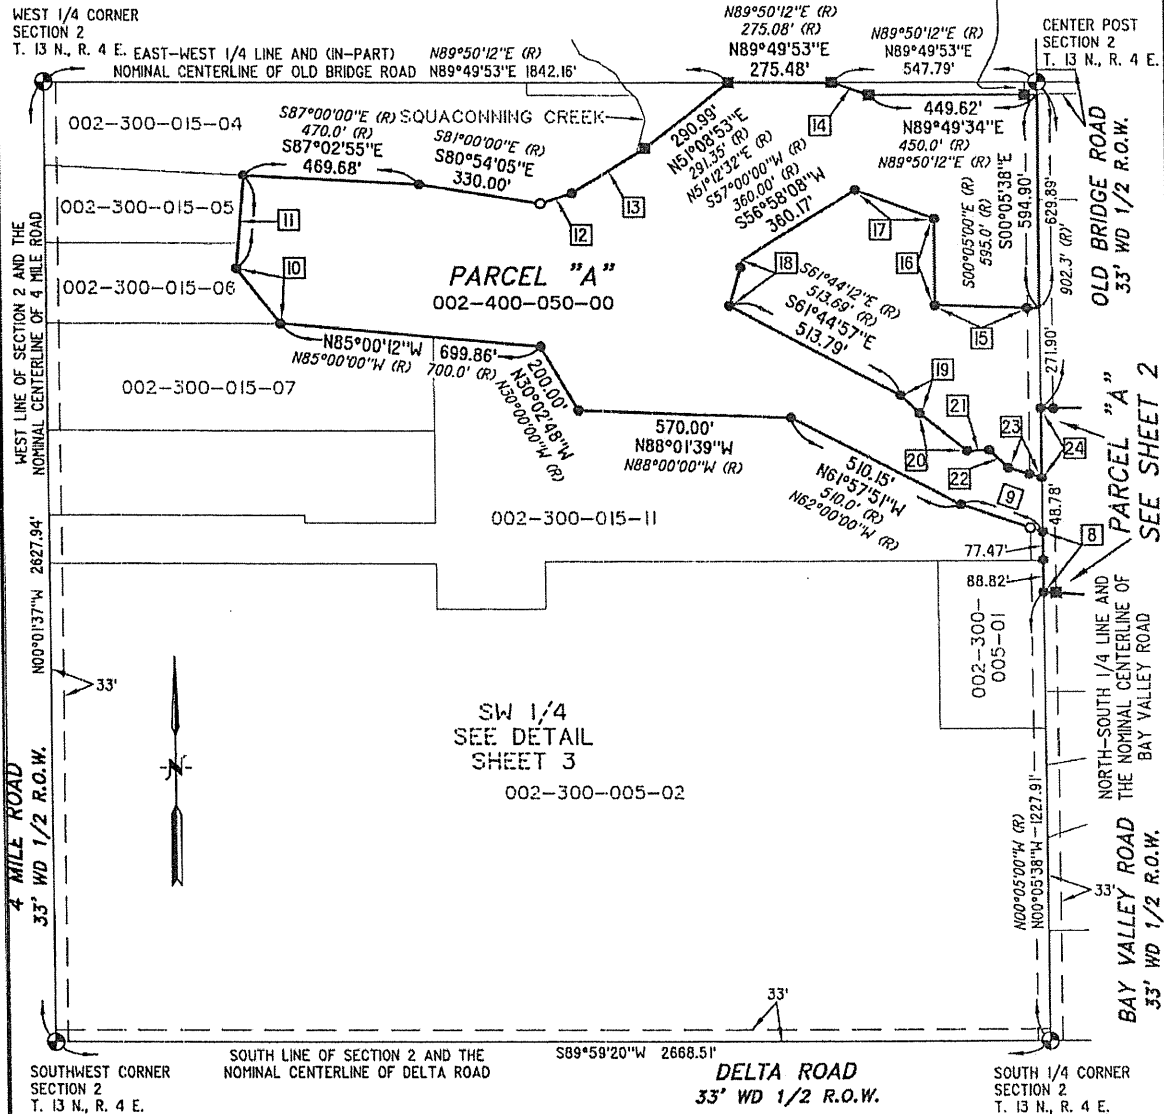 WEST 1/4 CORNER
SECTION 2
T. 13 N., R. 4 E.
EAST-WEST 1/4 LINE AND (IN-PART)
NOMINAL CENTERLINE OF OLD BRIDGE ROAD
N89°50'12"E (R)
N89°49'53"E 1842.16'
N89°50'12"E (R)
275.08' (R)
N89°49'53"E
275.48'
N89°50'12"E (R)
N89°49'53"E
547.79'
CENTER POST
SECTION 2
T. 13 N., R. 4 E.
002-300-015-04
S87°00'00"E (R)
470.0' (R)
S87°02'55"E
469.68'
SQUACONNING CREEK
S81°00'00"E (R)
S80°54'05"E
330.00'
290.99'
N51°08'53"E
291.35' (R)
N51°12'32"E (R)
14
449.62'
N89°49'34"E
450.0' (R)
N89°50'12"E (R)
S57°00'00"W (R)
360.00' (R)
S56°58'08"W
360.17'
S00°05'00"E (R)
595.0' (R)
S00°05'38"E
594.90'
629.89'
902.3' (R)
271.90'
OLD BRIDGE ROAD
33' WD 1/2 R.O.W.
002-300-015-05
11
12
13
17
16
15
002-300-015-06
10
PARCEL "A"
002-400-050-00
18
S61°44'12"E (R)
513.69' (R)
S61°44'57"E
513.79'
N85°00'12"W
699.86'
N85°00'00"W (R)
700.0' (R)
002-300-015-07
200.00'
N30°02'48"W
N30°00'00"W (R)
570.00'
N88°01'39"W
N88°00'00"W (R)
19
20
21
22
23
24
PARCEL "A"
SEE SHEET 2
510.15'
N61°57'51"W
510.0' (R)
N62°00'00"W (R)
9
48.78'
8
77.47'
88.82'
002-300-015-11
WEST LINE OF SECTION 2 AND THE
NOMINAL CENTERLINE OF 4 MILE ROAD
N00°01'37"W 2627.94'
33'
002-300-
005-01
SW 1/4
SEE DETAIL
SHEET 3
002-300-005-02
N
NORTH-SOUTH 1/4 LINE AND
THE NOMINAL CENTERLINE OF
BAY VALLEY ROAD
N00°05'00"W (R)
N00°05'38"W-1227.91'
33'
4 MILE ROAD
33' WD 1/2 R.O.W.
BAY VALLEY ROAD
33' WD 1/2 R.O.W.
33'
SOUTHWEST CORNER
SECTION 2
T. 13 N., R. 4 E.
SOUTH LINE OF SECTION 2 AND THE
NOMINAL CENTERLINE OF DELTA ROAD
S89°59'20"W 2668.51'
DELTA ROAD
33' WD 1/2 R.O.W.
SOUTH 1/4 CORNER
SECTION 2
T. 13 N., R. 4 E.